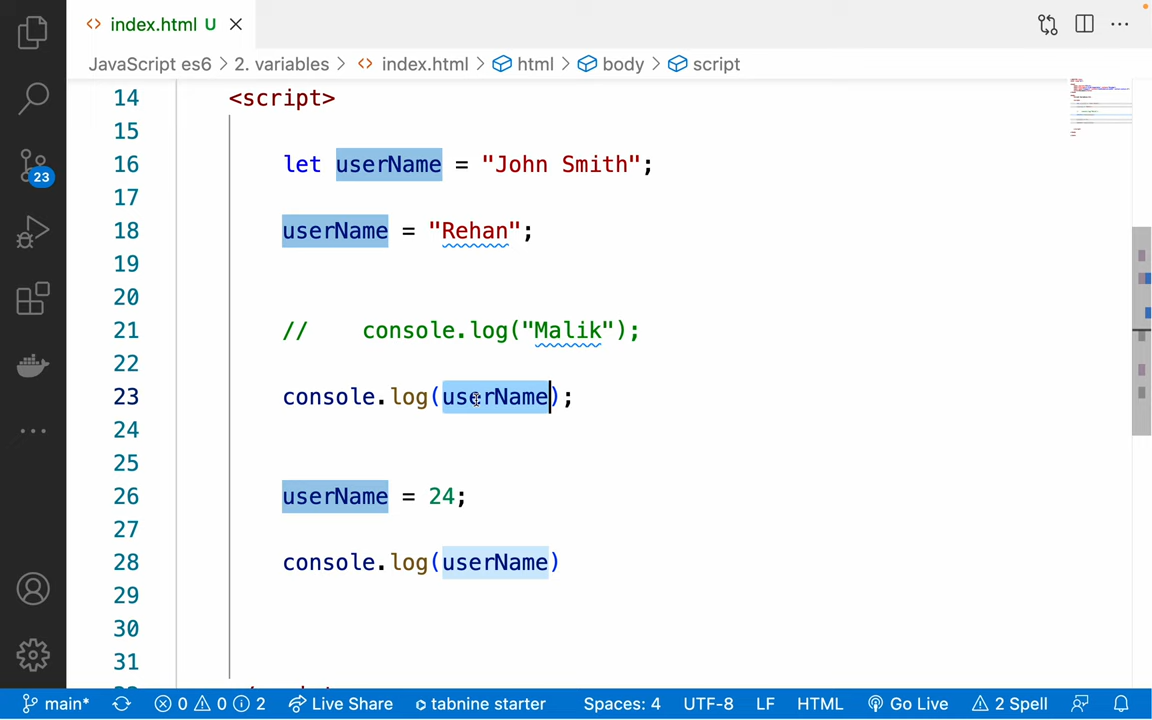 index.html U
JavaScript es6 > 2. variables > index.html > html > body > script
14 <script>
15
16 let userName = "John Smith";
17
18 userName = "Rehan";
19
20
21 // console.log("Malik");
22
23 console.log(userName);
24
25
26 userName = 24;
27
28 console.log(userName)
29
30
31
23
main* 0 0 2 Live Share tabnine starter Spaces: 4 UTF-8 LF HTML Go Live 2 Spell